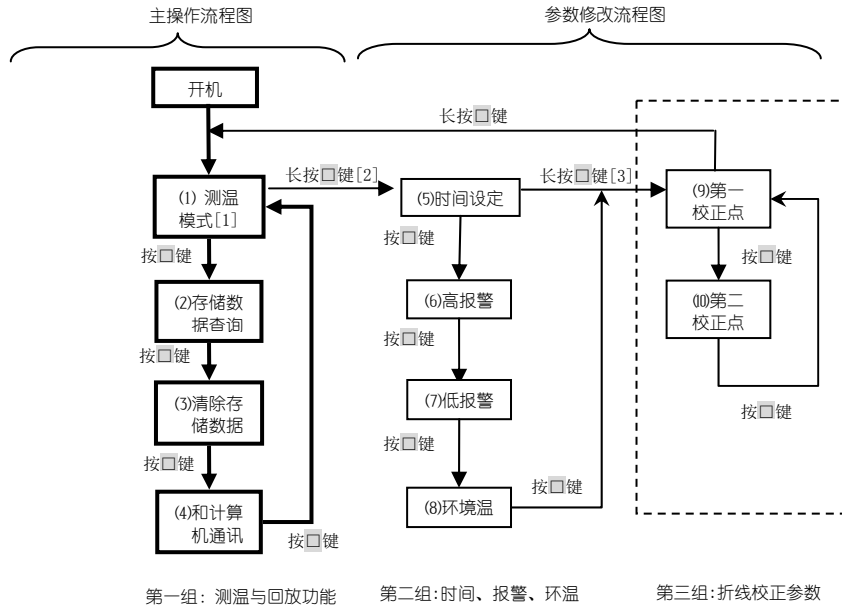 主操作流程图
参数修改流程图
开机
长按□键
⑴ 测温
模式[1]
长按□键[2]
⑸时间设定
长按□键[3]
⑼第一
校正点
按□键
按□键
按□键
⑵存储数
据查询
⑹高报警
⑽第二
校正点
按□键
按□键
⑶清除存
储数据
⑺低报警
按□键
按□键
按□键
⑷和计算
机通讯
⑻环境温
按□键
按□键
第一组: 测温与回放功能
第二组:时间、报警、环温
第三组:折线校正参数